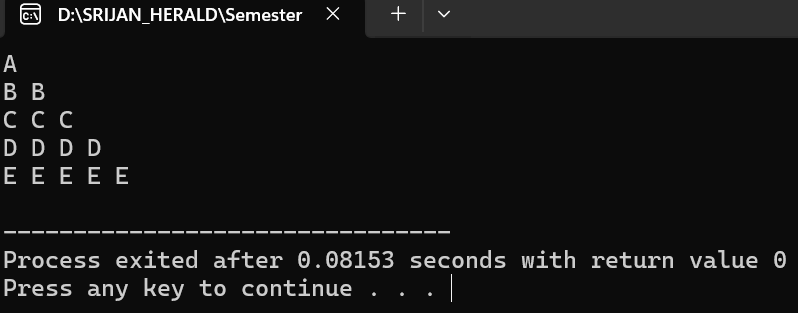 D:\SRIJAN_HERALD\Semester
A
B B
C C C
D D D D
E E E E E
--------------------------------
Process exited after 0.08153 seconds with return value 0
Press any key to continue . . .